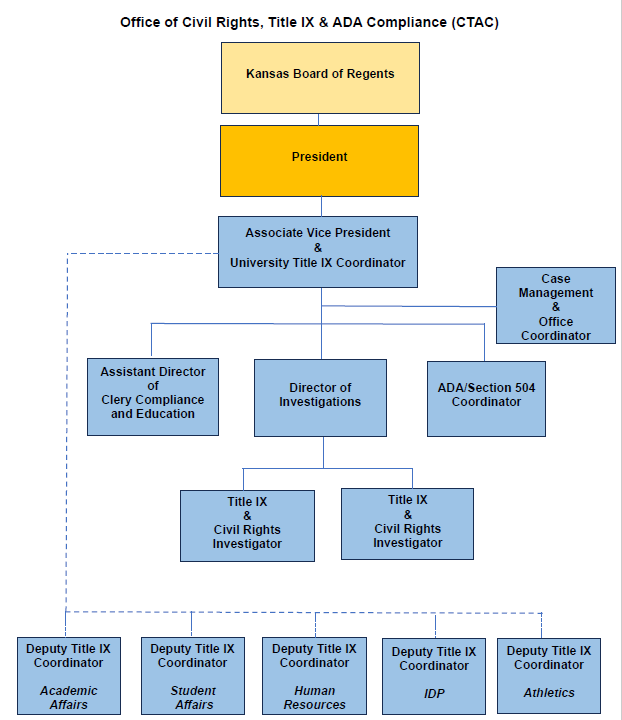 Office of Civil Rights, Title IX & ADA Compliance (CTAC)
Kansas Board of Regents
President
Associate Vice President
&
University Title IX Coordinator
Case
Management
&
Office
Coordinator
Assistant Director
of
Clery Compliance
and Education
Director of
Investigations
ADA/Section 504
Coordinator
Title IX
&
Civil Rights
Investigator
Title IX
&
Civil Rights
Investigator
Deputy Title IX
Coordinator
Academic
Affairs
Deputy Title IX
Coordinator
Student
Affairs
Deputy Title IX
Coordinator
Human
Resources
Deputy Title IX
Coordinator
IDP
Deputy Title IX
Coordinator
Athletics